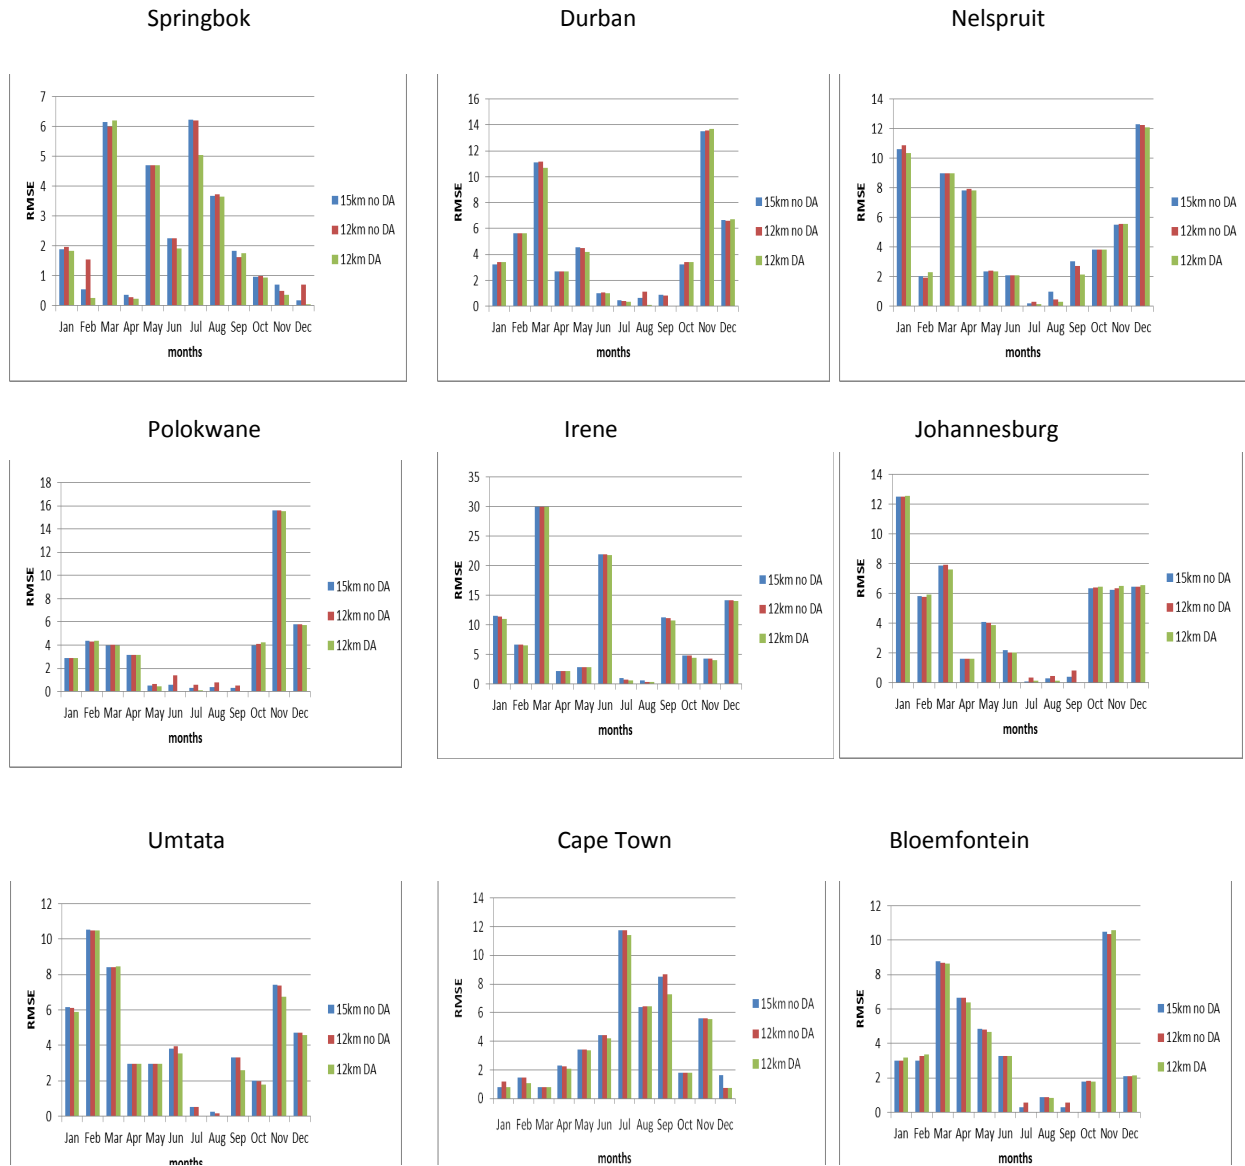 Springbok
Durban
Nelspruit
7
6
5
4
3
2
1
0
RMSE
Jan Feb Mar Apr May Jun Jul Aug Sep Oct Nov Dec
months
15km no DA
12km no DA
12km DA
16
14
12
10
8
6
4
2
0
RMSE
Jan Feb Mar Apr May Jun Jul Aug Sep Oct Nov Dec
months
15km no DA
12km no DA
12km DA
14
12
10
8
6
4
2
0
RMSE
Jan Feb Mar Apr May Jun Jul Aug Sep Oct Nov Dec
months
15km no DA
12km no DA
12km DA
Polokwane
Irene
Johannesburg
18
16
14
12
10
8
6
4
2
0
RMSE
Jan Feb Mar Apr May Jun Jul Aug Sep Oct Nov Dec
months
15km no DA
12km no DA
12km DA
35
30
25
20
15
10
5
0
RMSE
Jan Feb Mar Apr May Jun Jul Aug Sep Oct Nov Dec
months
15km no DA
12km no DA
12km DA
14
12
10
8
6
4
2
0
RMSE
Jan Feb Mar Apr May Jun Jul Aug Sep Oct Nov Dec
months
15km no DA
12km no DA
12km DA
Umtata
Cape Town
Bloemfontein
12
10
8
6
4
2
0
RMSE
Jan Feb Mar Apr May Jun Jul Aug Sep Oct Nov Dec
months
15km no DA
12km no DA
12km DA
14
12
10
8
6
4
2
0
RMSE
Jan Feb Mar Apr May Jun Jul Aug Sep Oct Nov Dec
months
15km no DA
12km no DA
12km DA
12
10
8
6
4
2
0
RMSE
Jan Feb Mar Apr May Jun Jul Aug Sep Oct Nov Dec
months
15km no DA
12km no DA
12km DA